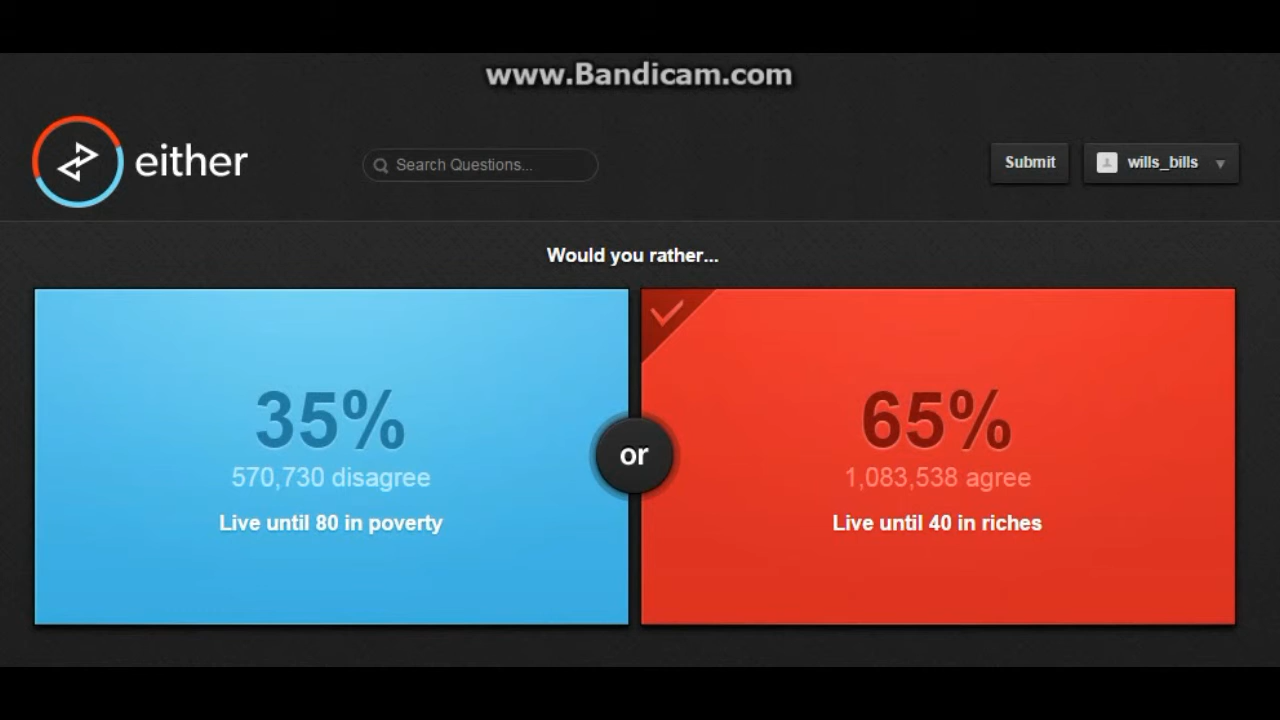 www.Bandicam.com
either
Search Questions...
Submit
wills_bills
Would you rather...
35%
570,730 disagree
Live until 80 in poverty
or
65%
1,083,538 agree
Live until 40 in riches